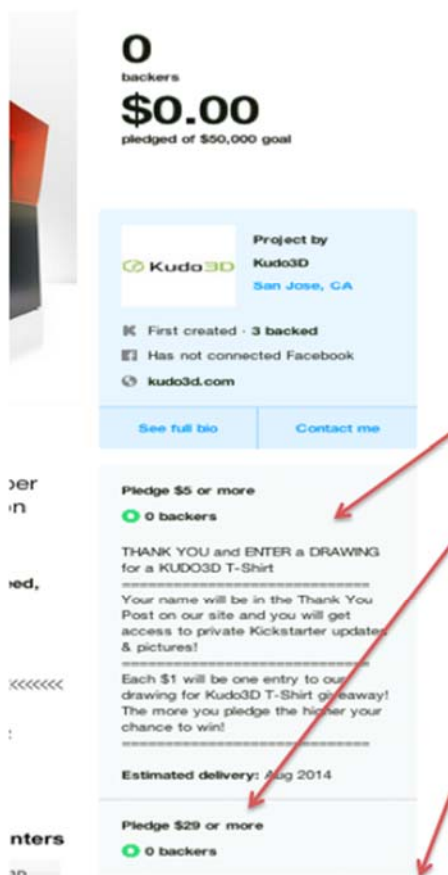 0
backers
$0.00
pledged of $50,000 goal
Kudo3D
Project by
Kudo3D
San Jose, CA
First created · 3 backed
Has not connected Facebook
kudo3d.com
See full bio
Contact me
Pledge $5 or more
0 backers
THANK YOU and ENTER a DRAWING
for a KUDO3D T-Shirt
==============================
Your name will be in the Thank You
Post on our site and you will get
access to private Kickstarter updates
& pictures!
==============================
Each $1 will be one entry to our
drawing for Kudo3D T-Shirt giveaway!
The more you pledge the higher your
chance to win!
==============================
Estimated delivery: Aug 2014
Pledge $29 or more
0 backers
<<<<<<<
nters